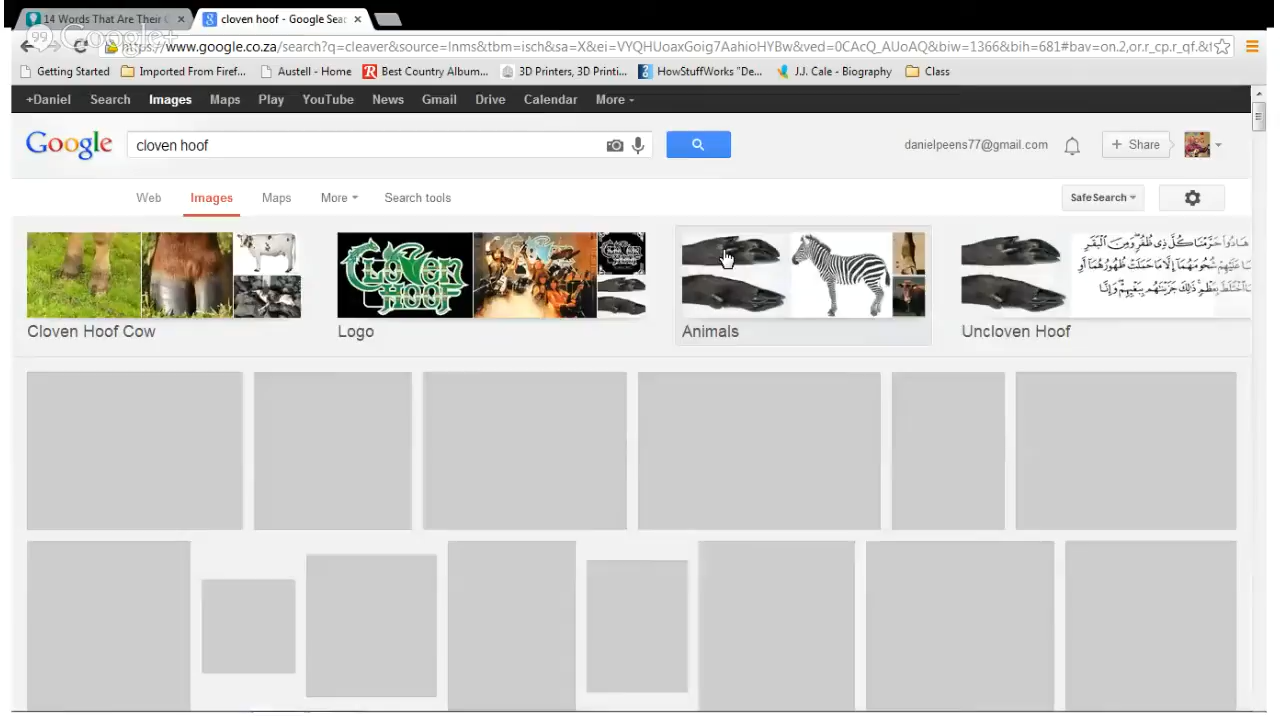 14 Words That Are Their
cloven hoof - Google Sea
Google+
https://www.google.co.za/search?q=cleaver&source=lnms&tbm=isch&sa=X&ei=VYQHUoaxGoig7AahioHYBw&ved=0CAcQ_AUoAQ&biw=1366&bih=681#bav=on.2,or.r_cp.r_qf.&
Getting Started Imported From Firef... Austell - Home Best Country Album... 3D Printers, 3D Printi... HowStuffWorks "De... J.J. Cale - Biography Class
+Daniel Search Images Maps Play YouTube News Gmail Drive Calendar More
Google cloven hoof danielpeens77@gmail.com + Share
Web Images Maps More Search tools SafeSearch
CLOVEN
HOOF
Cloven Hoof Cow Logo Animals Uncloven Hoof